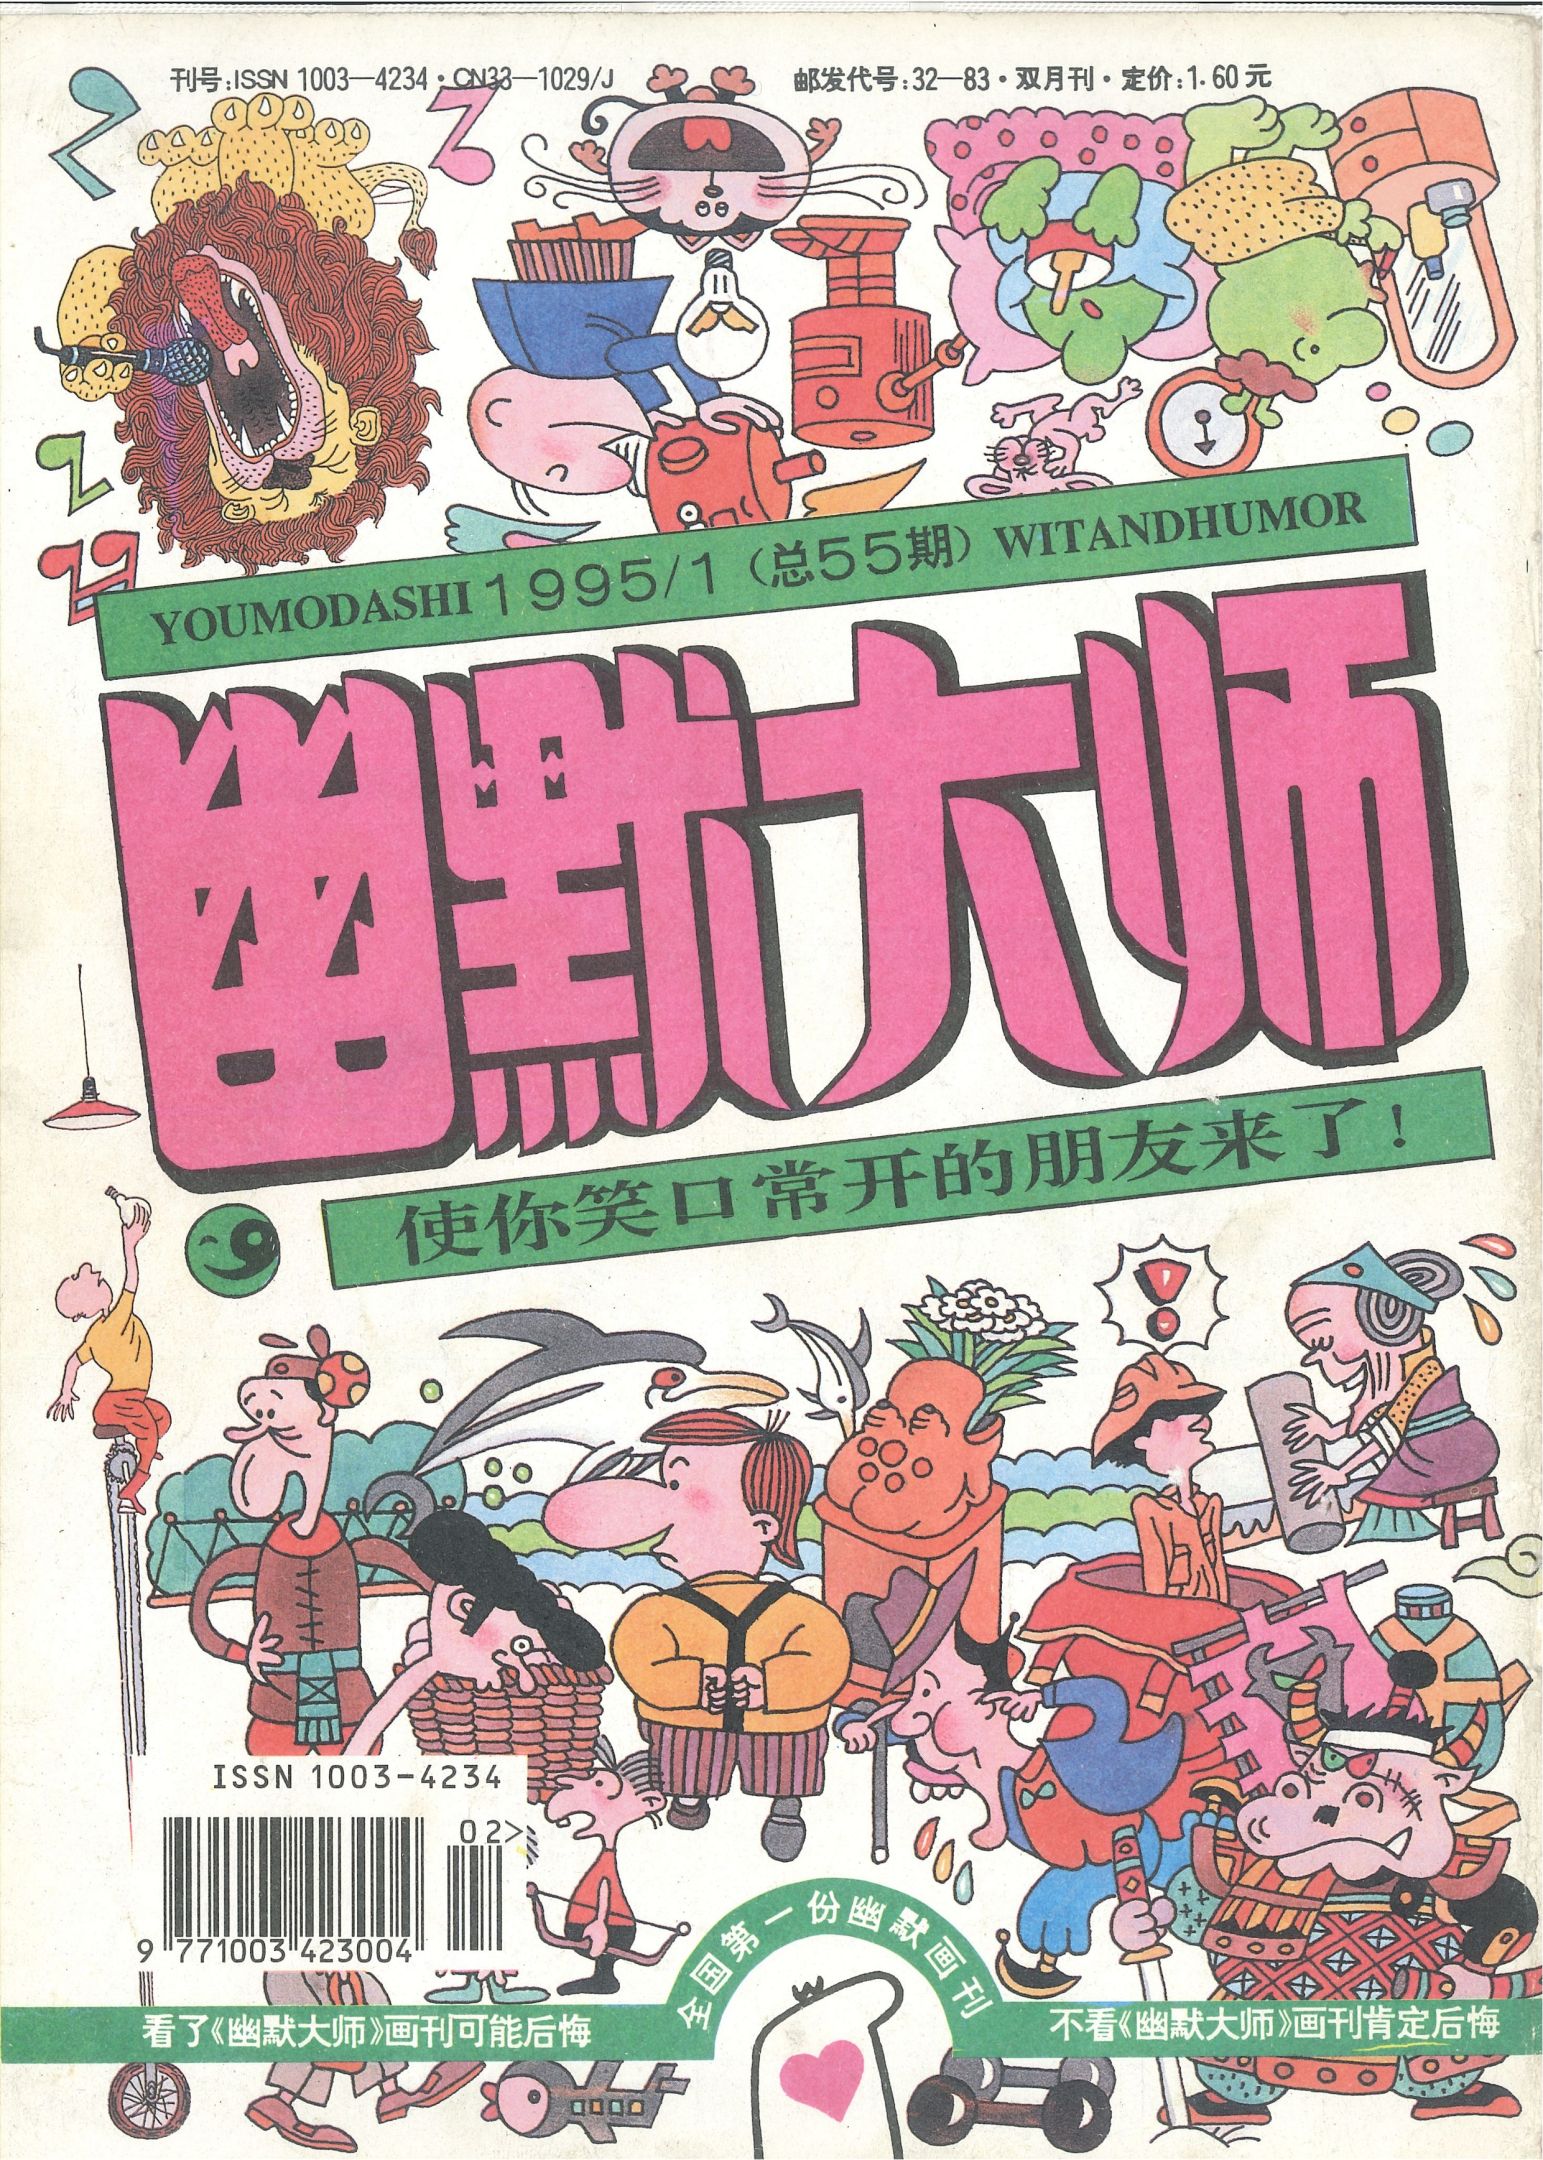 刊号:ISSN 1003—4234·CN33—1029/J
邮发代号:32—83·双月刊·定价:1.60元
YOUMODASHI 1995/1 (总55期) WITANDHUMOR
幽默大师
使你笑口常开的朋友来了!
ISSN 1003-4234
02>
9 771003 423004
全国第一份幽默画刊
看了《幽默大师》画刊可能后悔
不看《幽默大师》画刊肯定后悔